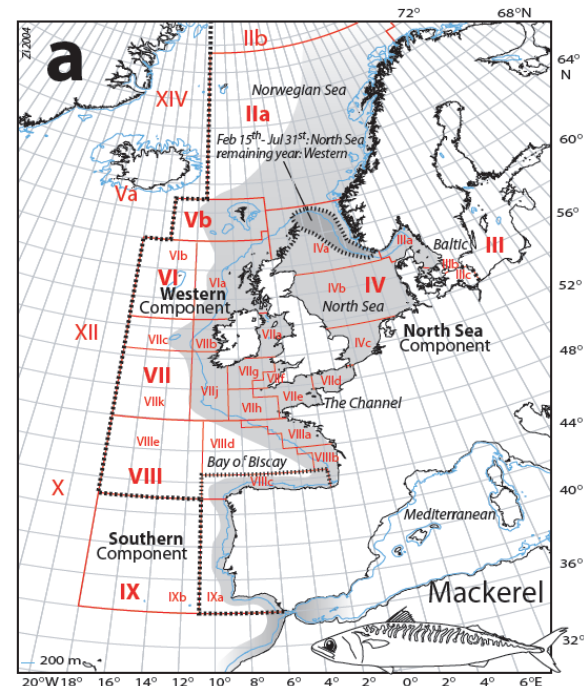 72°
68°N
ZI2004
a
IIb
64°
N
XIV
Norwegian Sea
IIa
Feb 15th- Jul 31st: North Sea
remaining year: Western
60°
Va
Vb
56°
IVa
IIIa
Baltic
III
IIIb
IIIc
VIb
VI
VIa
IV
IVb
52°
Western
Component
North Sea
XII
VIIc
VIIb
VIIa
North Sea
Component
IVc
48°
VII
VIIg
VIIf
VIId
VIIj
VIIk
VIIh
VIIe
The Channel
44°
VIIIe
VIIId
VIIIa
VIIIb
Bay of Biscay
VIII
VIIIc
X
40°
Mediterranean
Southern
Component
36°
IX
IXb
IXa
Mackerel
32°
200 m
20°W
18°
16°
14°
12°
10°
8°
6°
4°
2°
0°
2°
4°
6°E